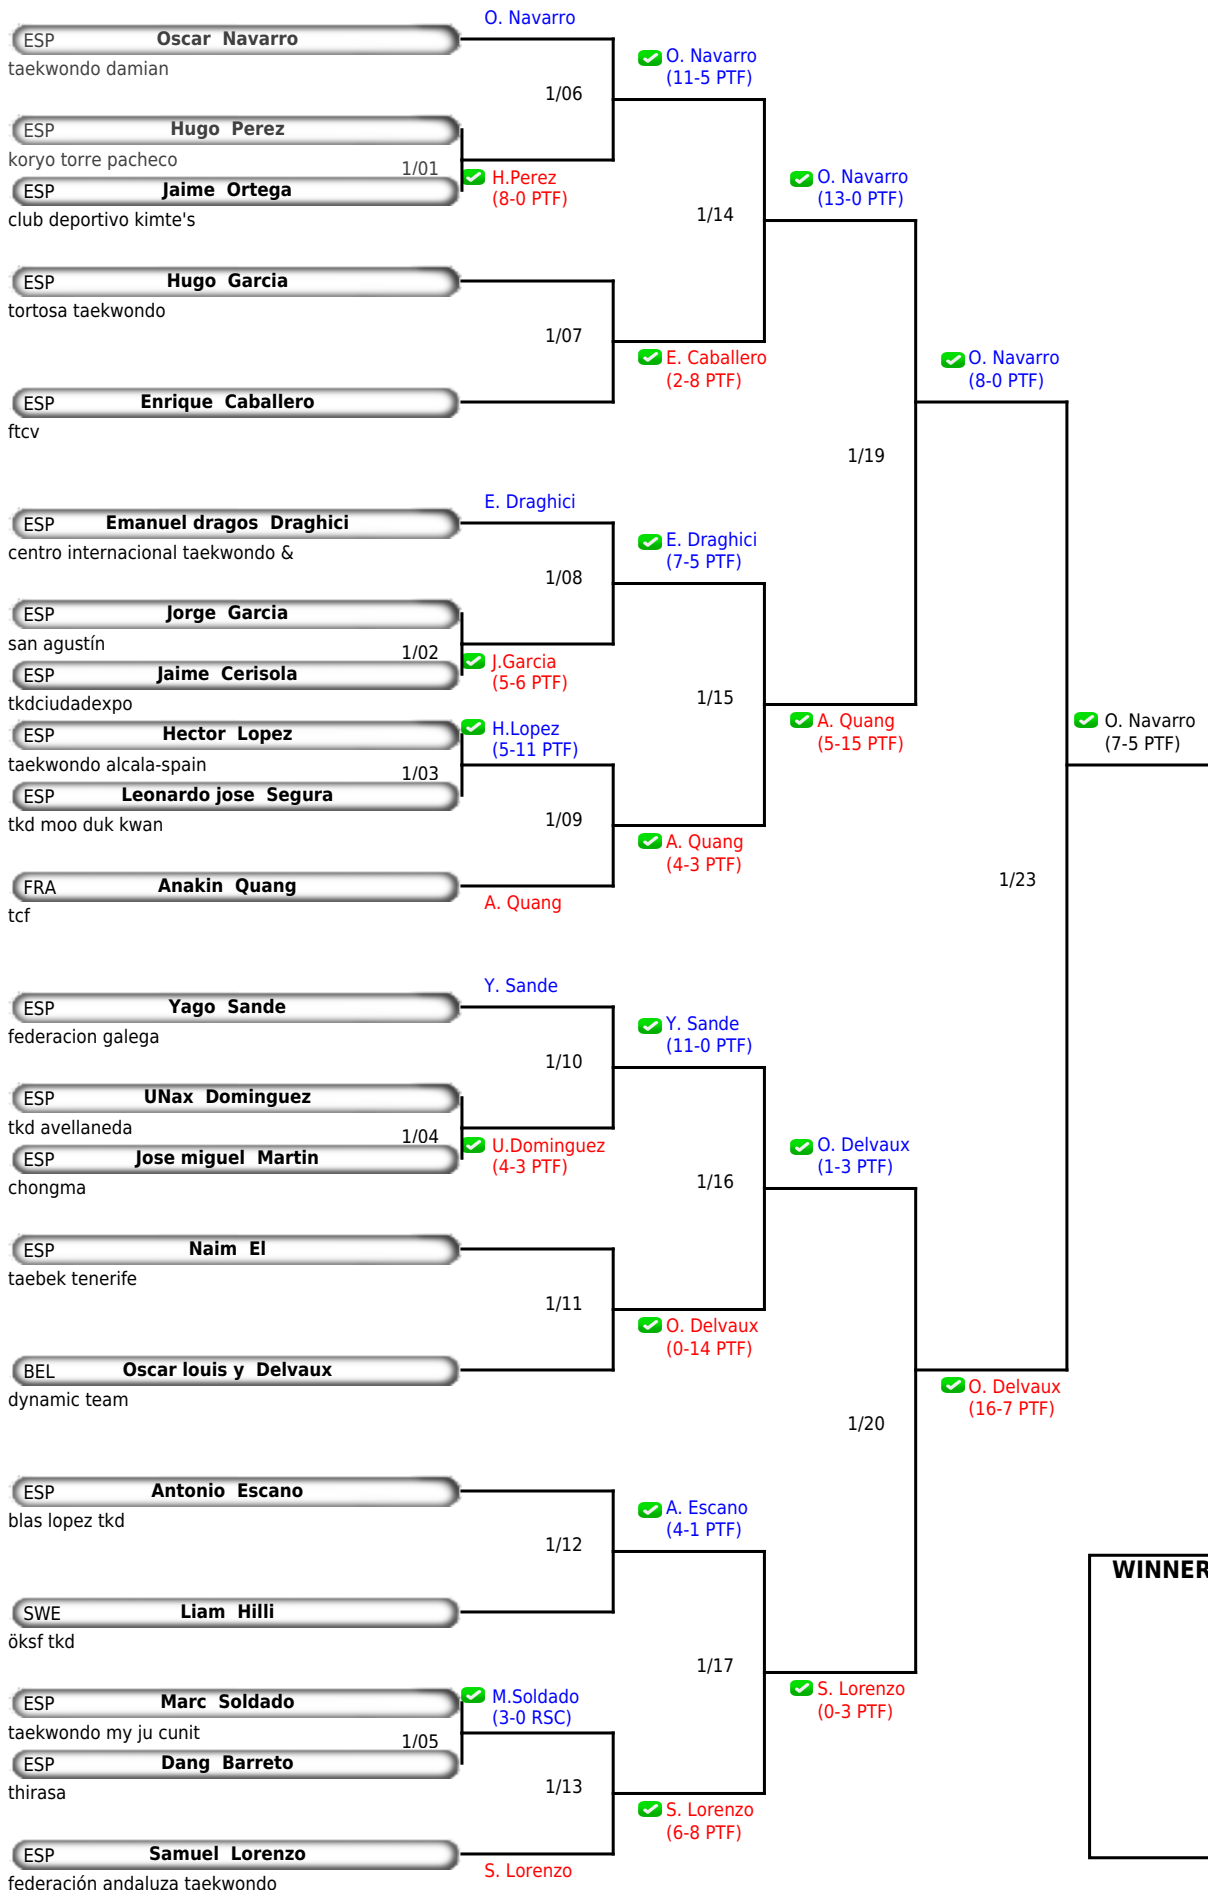 O. Navarro
ESP Oscar Navarro
taekwondo damian
O. Navarro
(11-5 PTF)
1/06
ESP Hugo Perez
koryo torre pacheco
1/01
H.Perez
(8-0 PTF)
ESP Jaime Ortega
club deportivo kimte's
O. Navarro
(13-0 PTF)
1/14
ESP Hugo Garcia
tortosa taekwondo
1/07
E. Caballero
(2-8 PTF)
O. Navarro
(8-0 PTF)
ESP Enrique Caballero
ftcv
1/19
E. Draghici
ESP Emanuel dragos Draghici
centro internacional taekwondo &
E. Draghici
(7-5 PTF)
1/08
ESP Jorge Garcia
san agustín
1/02
J.Garcia
(5-6 PTF)
ESP Jaime Cerisola
tkdciudadexpo
1/15
A. Quang
(5-15 PTF)
O. Navarro
(7-5 PTF)
ESP Hector Lopez
H.Lopez
(5-11 PTF)
taekwondo alcala-spain
1/03
ESP Leonardo jose Segura
tkd moo duk kwan
1/09
A. Quang
(4-3 PTF)
FRA Anakin Quang
tcf
A. Quang
1/23
Y. Sande
ESP Yago Sande
federacion galega
Y. Sande
(11-0 PTF)
1/10
ESP UNax Dominguez
tkd avellaneda
1/04
U.Dominguez
(4-3 PTF)
ESP Jose miguel Martin
chongma
O. Delvaux
(1-3 PTF)
1/16
ESP Naim El
taebek tenerife
1/11
O. Delvaux
(0-14 PTF)
BEL Oscar louis y Delvaux
dynamic team
O. Delvaux
(16-7 PTF)
1/20
ESP Antonio Escano
blas lopez tkd
A. Escano
(4-1 PTF)
1/12
WINNER
SWE Liam Hilli
öksf tkd
1/17
S. Lorenzo
(0-3 PTF)
ESP Marc Soldado
M.Soldado
(3-0 RSC)
taekwondo my ju cunit
1/05
ESP Dang Barreto
thirasa
1/13
S. Lorenzo
(6-8 PTF)
ESP Samuel Lorenzo
S. Lorenzo
federación andaluza taekwondo